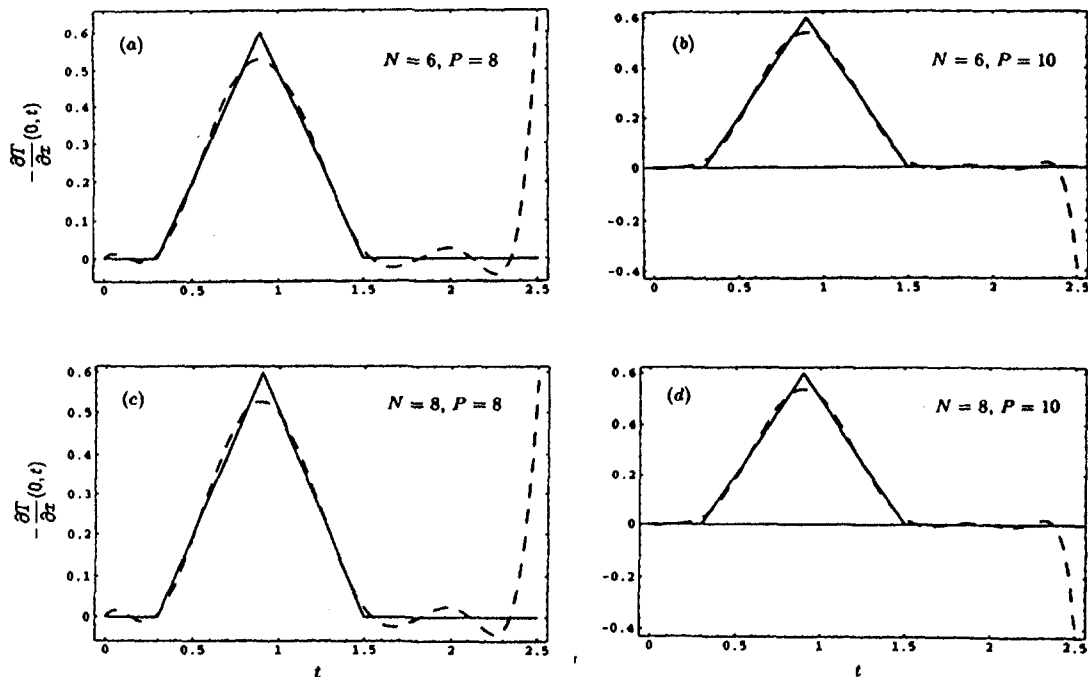 (a)
N = 6, P = 8
0.6
0.5
0.4
0.3
0.2
0.1
0
0 0.5 1 1.5 2 2.5
−∂T/∂x(0,t)
(b)
N = 6, P = 10
0.6
0.4
0.2
0
-0.2
-0.4
0 0.5 1 1.5 2 2.5
(c)
N = 8, P = 8
0.6
0.5
0.4
0.3
0.2
0.1
0
0 0.5 1 1.5 2 2.5
−∂T/∂x(0,t)
t
(d)
N = 8, P = 10
0.6
0.4
0.2
0
-0.2
-0.4
0 0.5 1 1.5 2 2.5
t